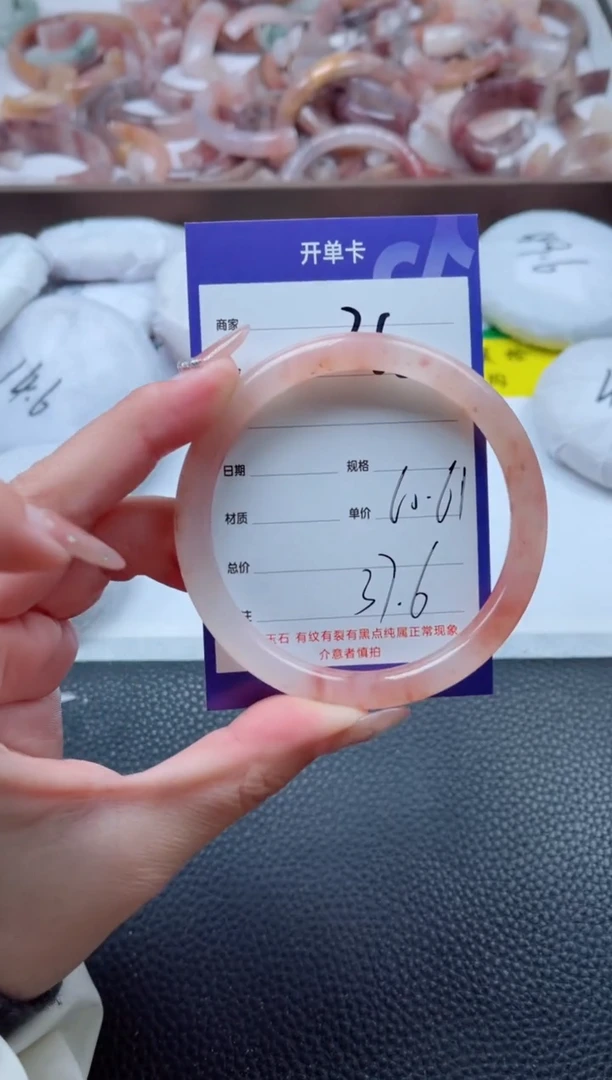 开单卡
商家
日期 规格
材质 单价 60-61
总价 37.6
玉石 有纹有裂有黑点纯属正常现象
介意者慎拍
14.6